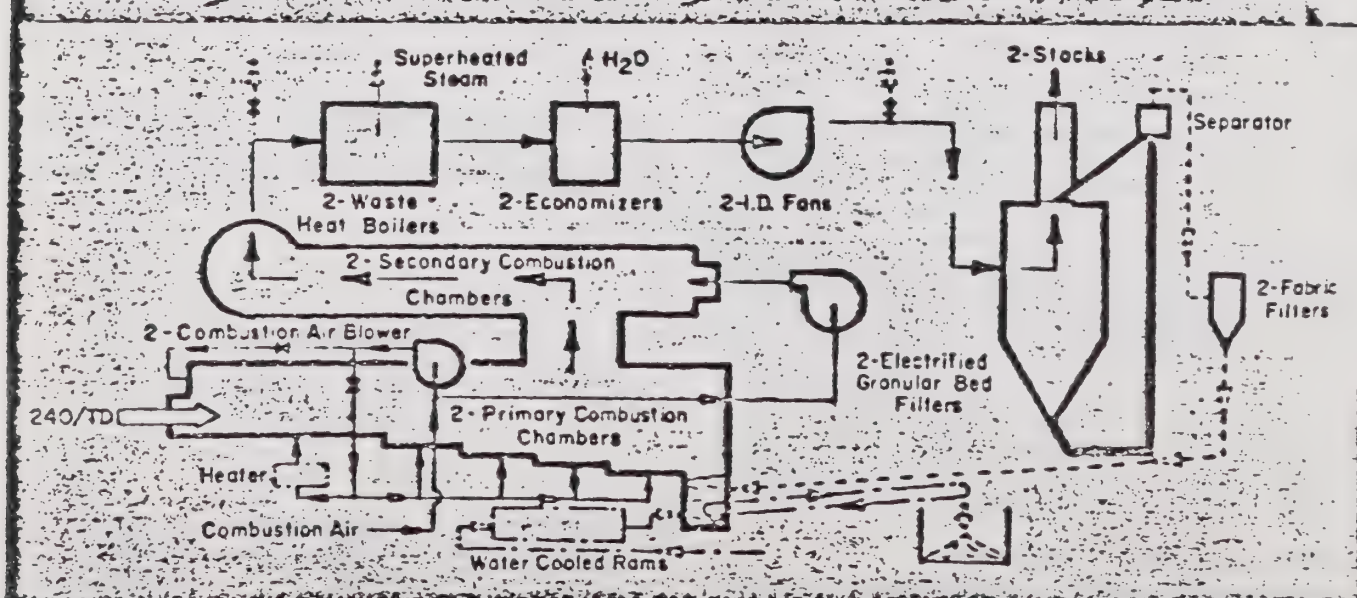 Superheated
Steam
H₂O
2-Stacks
Separator
2-Waste
Heat Boilers
2-Economizers
2-I.D. Fans
2- Secondary Combustion
Chambers
2-Fabric
Filters
2-Combustion Air Blower
2-Electrified
Granular Bed
Filters
240/TD
2 - Primary Combustion
Chambers
Heater
Combustion Air
Water Cooled Rams